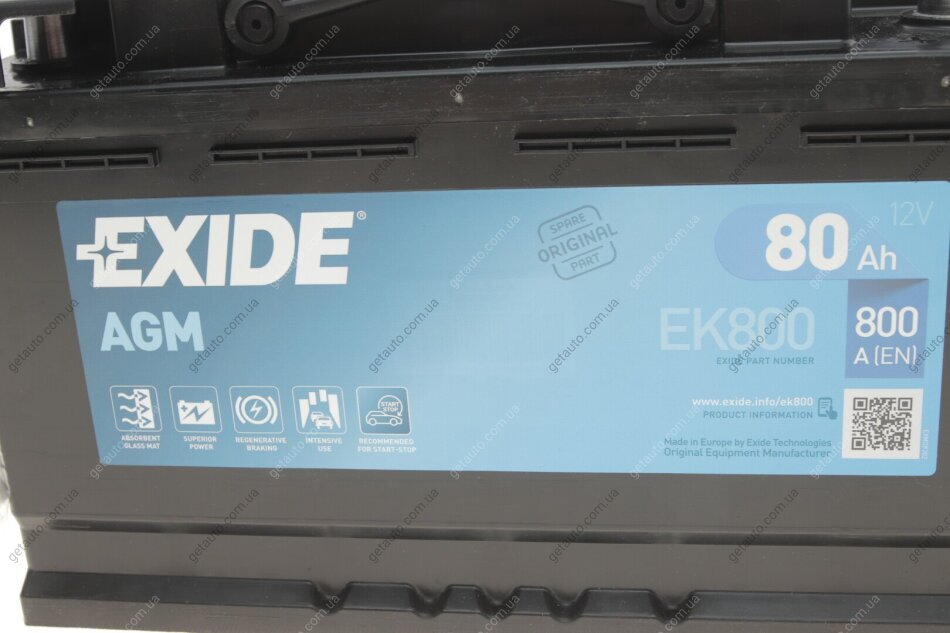 EXIDE®
AGM
SPARE
ORIGINAL
PART
12V
80 Ah
EK800
EXIDE PART NUMBER
800
A (EN)
www.exide.info/ek800
PRODUCT INFORMATION
ABSORBENT
GLASS MAT
SUPERIOR
POWER
REGENERATIVE
BRAKING
INTENSIVE
USE
START
STOP
RECOMMENDED
FOR START-STOP
Made in Europe by Exide Technologies
Original Equipment Manufacturer
getauto.com.ua